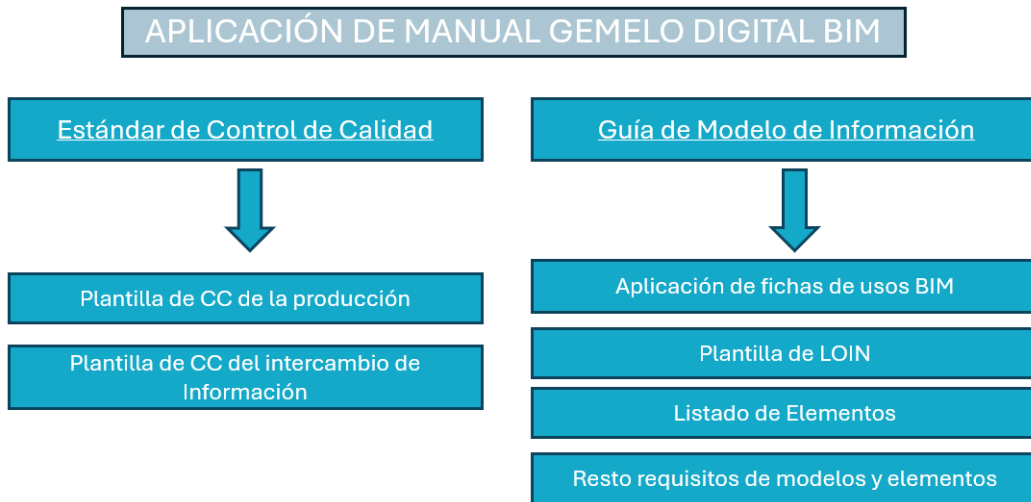 APLICACIÓN DE MANUAL GEMELO DIGITAL BIM
Estándar de Control de Calidad
Plantilla de CC de la producción
Plantilla de CC del intercambio de
Información
Guía de Modelo de Información
Aplicación de fichas de usos BIM
Plantilla de LOIN
Listado de Elementos
Resto requisitos de modelos y elementos